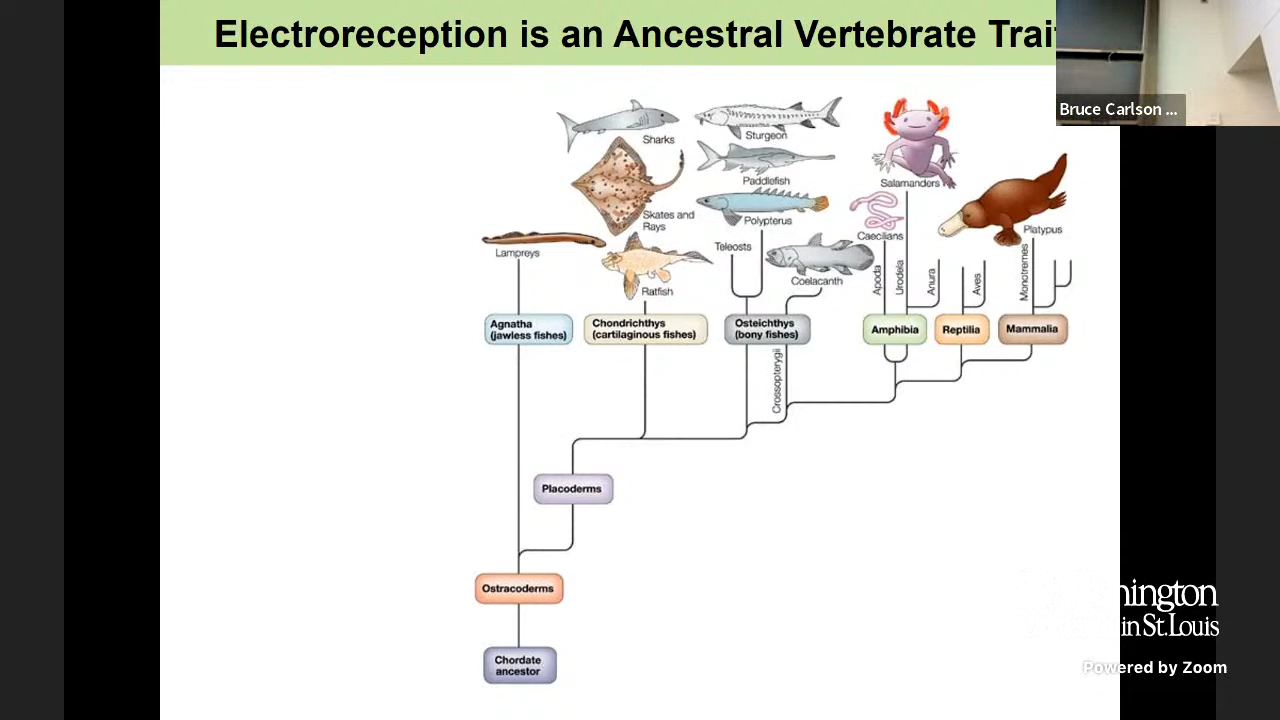 Electroreception is an Ancestral Vertebrate Trai
Bruce Carlson ...
Sharks
Sturgeon
Paddlefish
Salamanders
Skates and
Rays
Polypterus
Caecilians
Platypus
Lampreys
Teleosts
Coelacanth
Ratfish
Apoda
Urodela
Anura
Aves
Monotremes
Agnatha
(jawless fishes)
Chondrichthys
(cartilaginous fishes)
Osteichthys
(bony fishes)
Amphibia
Reptilia
Mammalia
Crossopterygii
Placoderms
Ostracoderms
Chordate
ancestor
hington
in St. Louis
Powered by Zoom